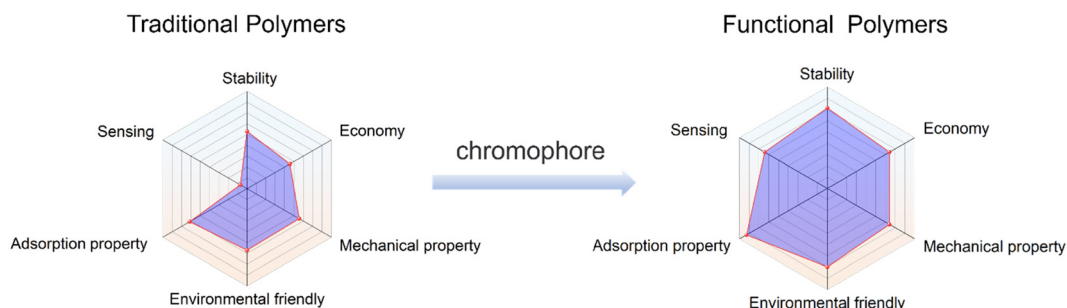 Traditional Polymers
Functional Polymers
Stability
Sensing
Economy
Adsorption property
Mechanical property
Environmental friendly
chromophore
Stability
Sensing
Economy
Adsorption property
Mechanical property
Environmental friendly